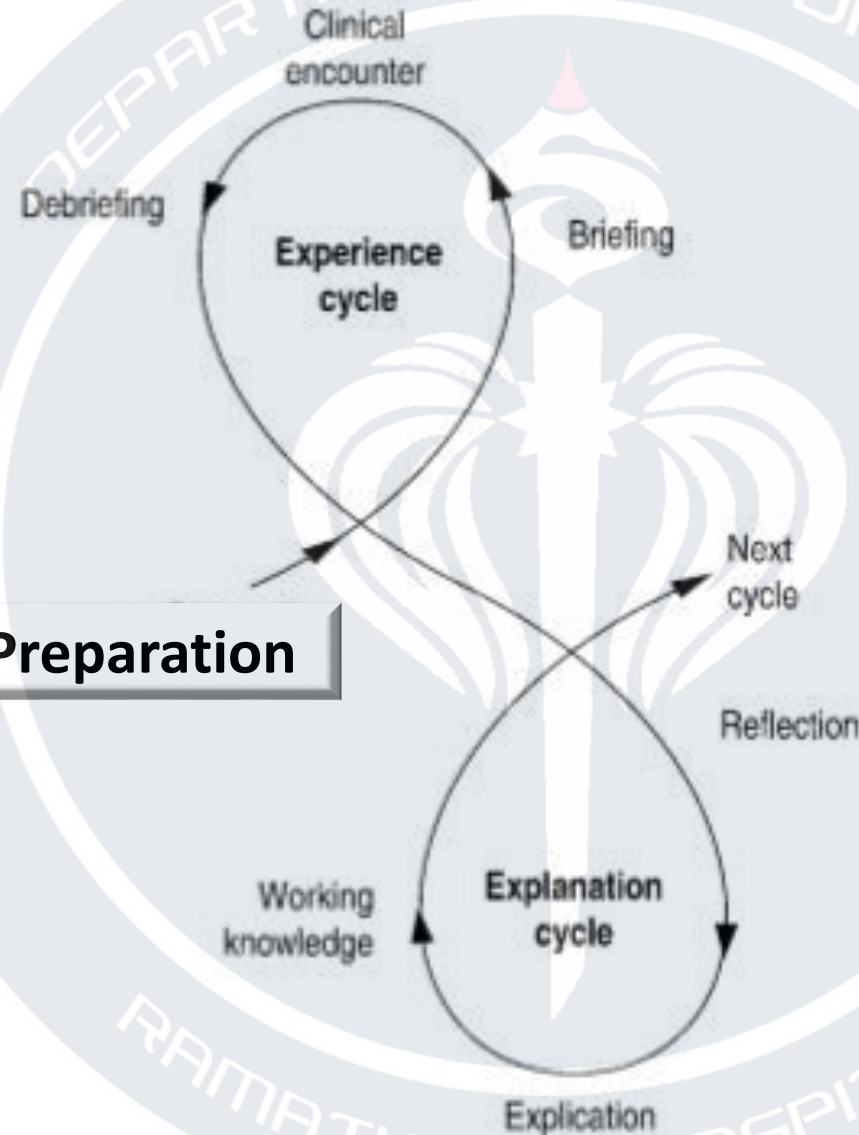 Clinical
encounter
Debriefing
Briefing
Experience
cycle
Next
cycle
Preparation
Reflection
Working
knowledge
Explanation
cycle
Explication